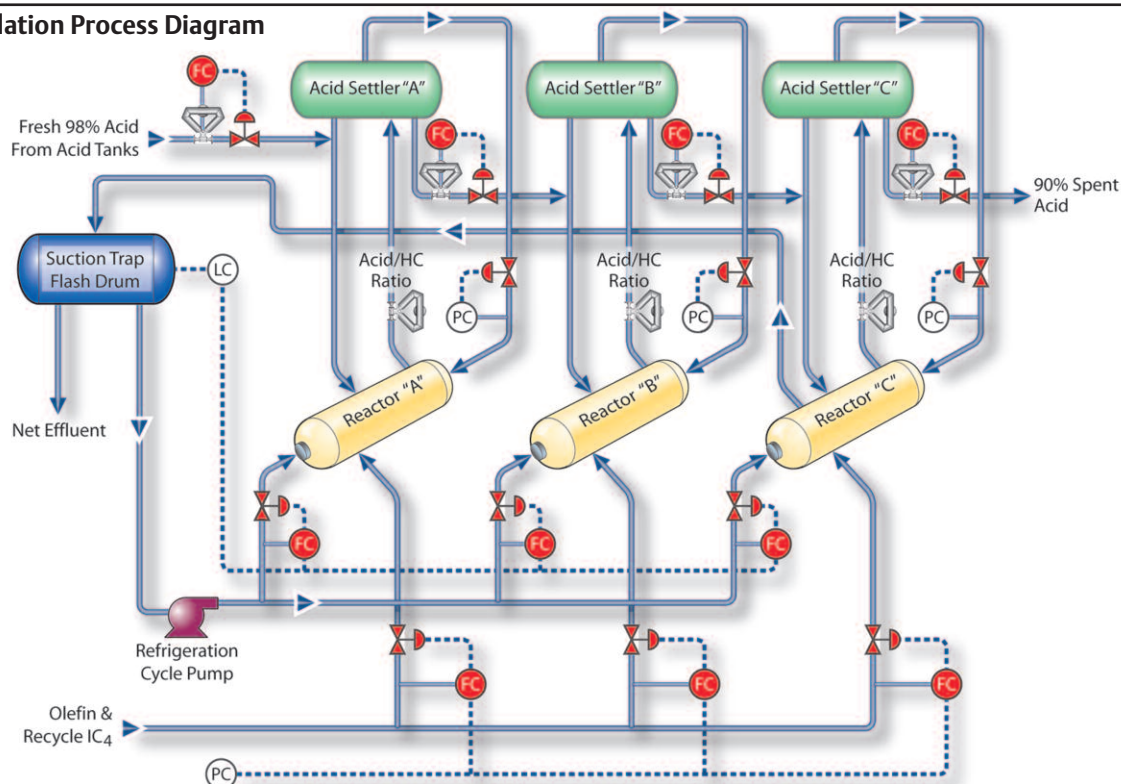 lation Process Diagram
FC
Acid Settler "A"
Acid Settler "B"
Acid Settler "C"
Fresh 98% Acid
From Acid Tanks
FC
FC
FC
90% Spent
Acid
Suction Trap
Flash Drum
LC
Acid/HC
Ratio
PC
Acid/HC
Ratio
PC
Acid/HC
Ratio
PC
Reactor "A"
Reactor "B"
Reactor "C"
Net Effluent
FC
FC
FC
Refrigeration
Cycle Pump
FC
FC
FC
Olefin &
Recycle IC4
PC